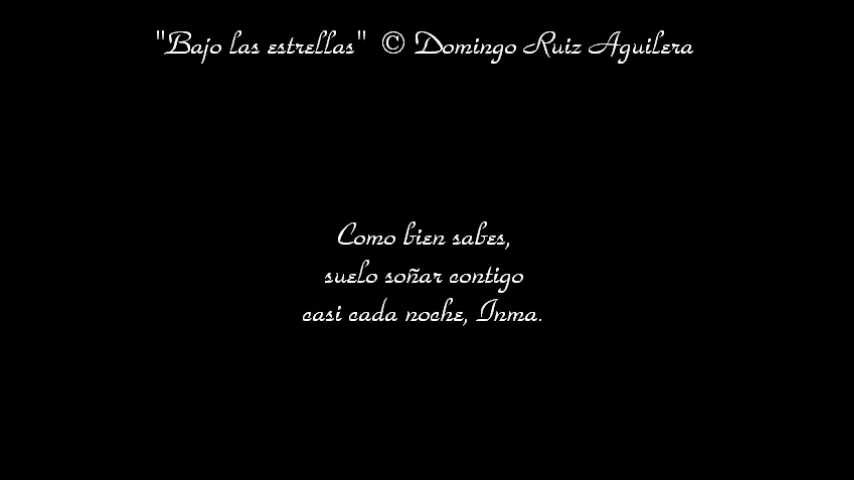 "Bajo las estrellas" © Domingo Ruiz Aguilera
Como bien sabes,
suelo soñar contigo
casi cada noche, Inma.